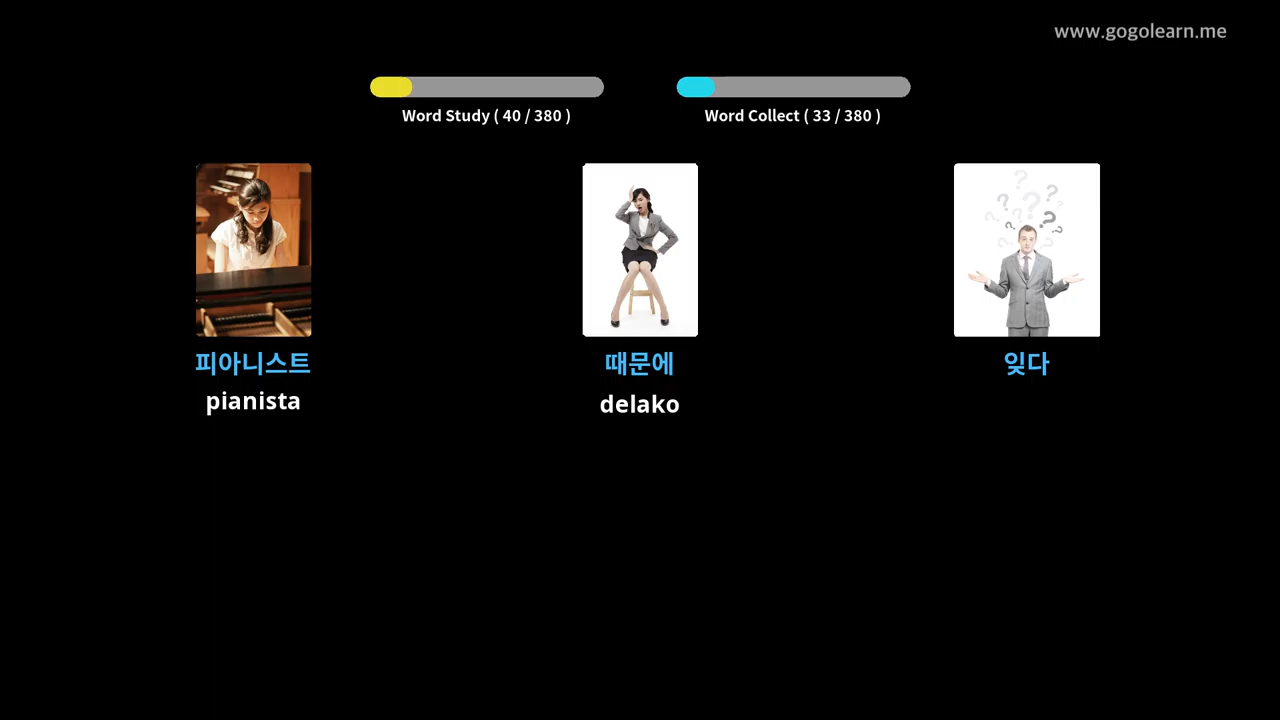 www.gogolearn.me
Word Study ( 40 / 380 )
Word Collect ( 33 / 380 )
피아니스트
pianista
때문에
delako
잊다